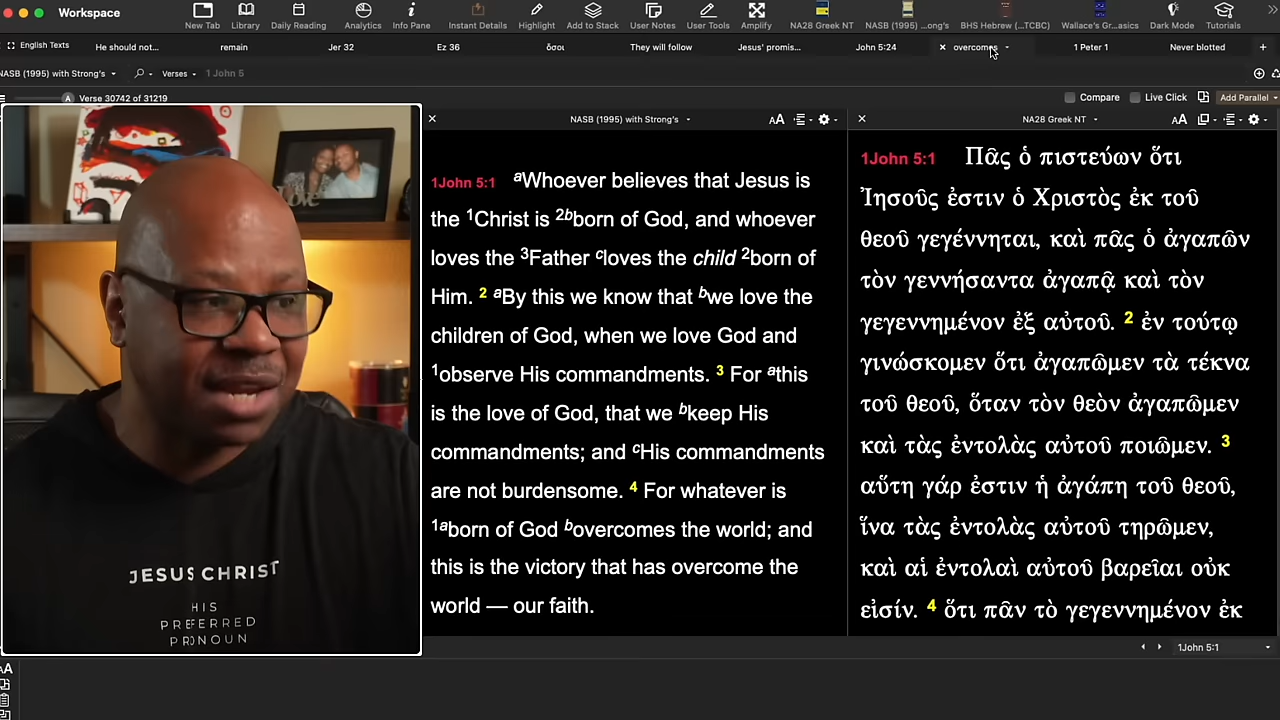 Workspace
New Tab
Library
Daily Reading
Analytics
Info Pane
Instant Details
Highlight
Add to Stack
User Notes
User Tools
Amplify
NA28 Greek NT
NASB (1995) …ong's
BHS Hebrew (…TCBC)
Wallace's Gr…asics
Dark Mode
Tutorials
English Texts
He should not...
remain
Jer 32
Ez 36
ὅσοι
They will follow
Jesus' promis...
John 5:24
overcomes
1 Peter 1
Never blotted
NASB (1995) with Strong's
Verses
1 John 5
A Verse 30742 of 31219
Compare
Live Click
Add Parallel
NASB (1995) with Strong's
AA
NA28 Greek NT
AA
1John 5:1 aWhoever believes that Jesus is
the 1Christ is 2bborn of God, and whoever
loves the 3Father cloves the child 2born of
Him. 2 aBy this we know that bwe love the
children of God, when we love God and
1observe His commandments. 3 For athis
is the love of God, that we bkeep His
commandments; and cHis commandments
are not burdensome. 4 For whatever is
1aborn of God bovercomes the world; and
this is the victory that has overcome the
world — our faith.
1John 5:1 Πᾶς ὁ πιστεύων ὅτι
Ἰησοῦς ἐστιν ὁ Χριστὸς ἐκ τοῦ
θεοῦ γεγέννηται, καὶ πᾶς ὁ ἀγαπῶν
τὸν γεννήσαντα ἀγαπᾷ καὶ τὸν
γεγεννημένον ἐξ αὐτοῦ. 2 ἐν τούτῳ
γινώσκομεν ὅτι ἀγαπῶμεν τὰ τέκνα
τοῦ θεοῦ, ὅταν τὸν θεὸν ἀγαπῶμεν
καὶ τὰς ἐντολὰς αὐτοῦ ποιῶμεν. 3
αὕτη γάρ ἐστιν ἡ ἀγάπη τοῦ θεοῦ,
ἵνα τὰς ἐντολὰς αὐτοῦ τηρῶμεν,
καὶ αἱ ἐντολαὶ αὐτοῦ βαρεῖαι οὐκ
εἰσίν. 4 ὅτι πᾶν τὸ γεγεννημένον ἐκ
1John 5:1
love
JESUS CHRIST
HIS
PREFERRED
PRONOUN
AA